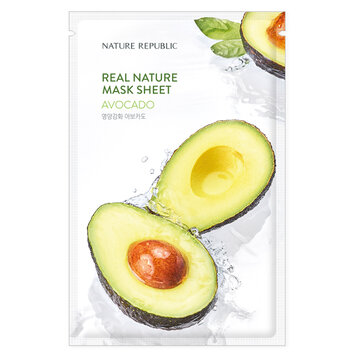 NATURE REPUBLIC
REAL NATURE
MASK SHEET
AVOCADO
영양강화 아보카도